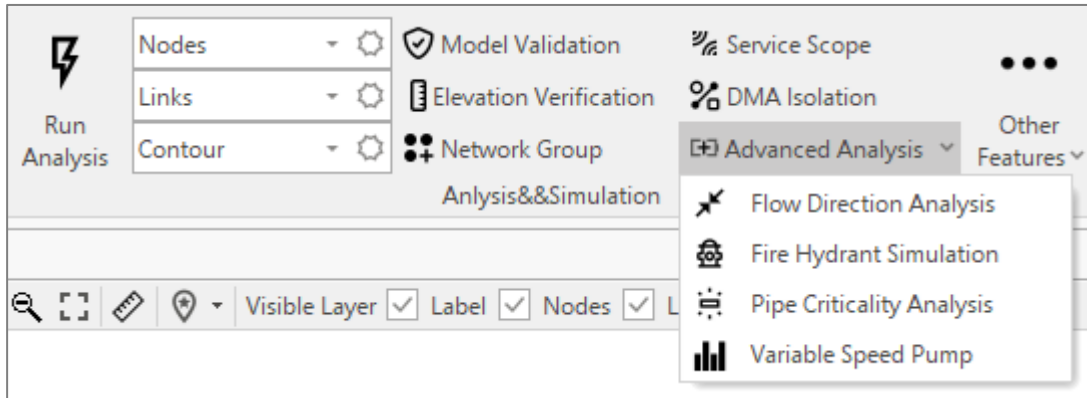 Run
Analysis
Nodes
Links
Contour
Model Validation
Elevation Verification
Network Group
Service Scope
DMA Isolation
Advanced Analysis
Other
Features
Anlysis&&Simulation
Flow Direction Analysis
Fire Hydrant Simulation
Pipe Criticality Analysis
Variable Speed Pump
Visible Layer Label Nodes L